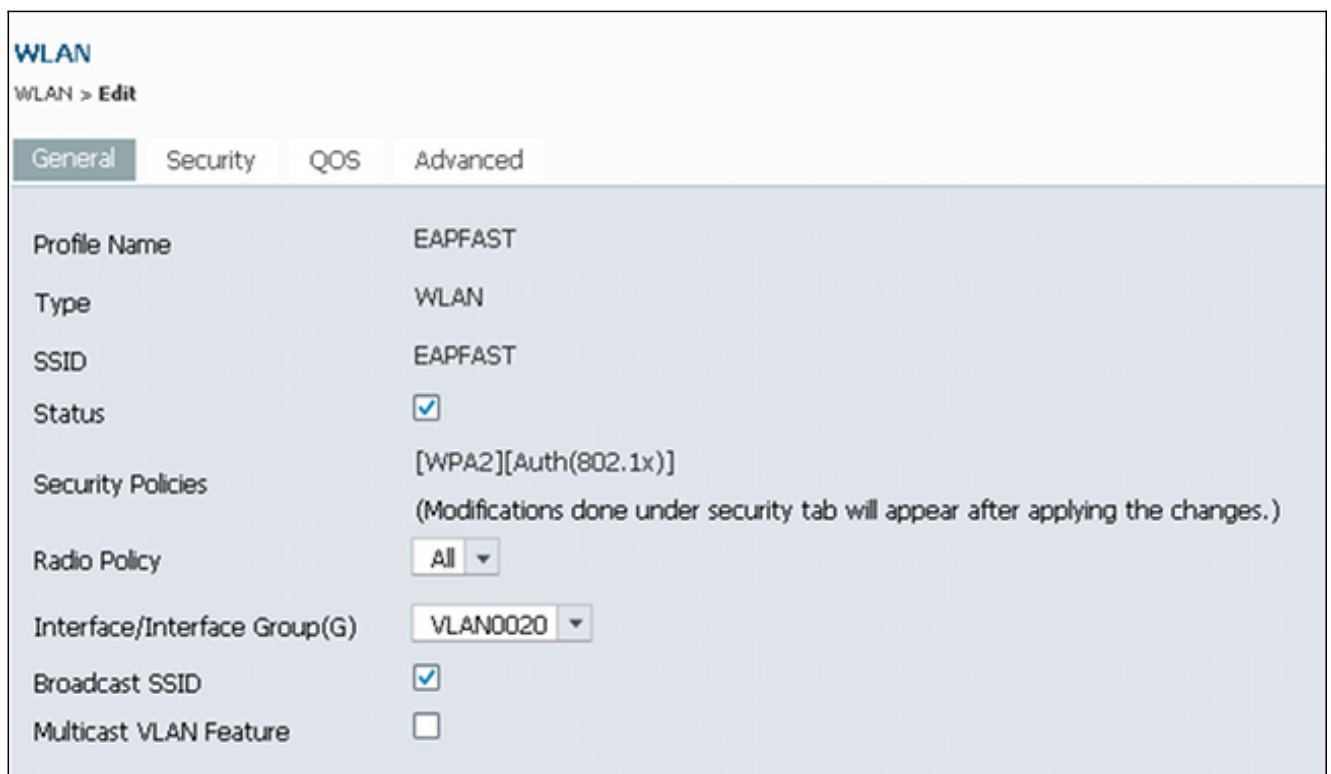 WLAN
WLAN > Edit
General Security QOS Advanced
Profile Name EAPFAST
Type WLAN
SSID EAPFAST
Status
Security Policies [WPA2][Auth(802.1x)]
(Modifications done under security tab will appear after applying the changes.)
Radio Policy All
Interface/Interface Group(G) VLAN0020
Broadcast SSID
Multicast VLAN Feature